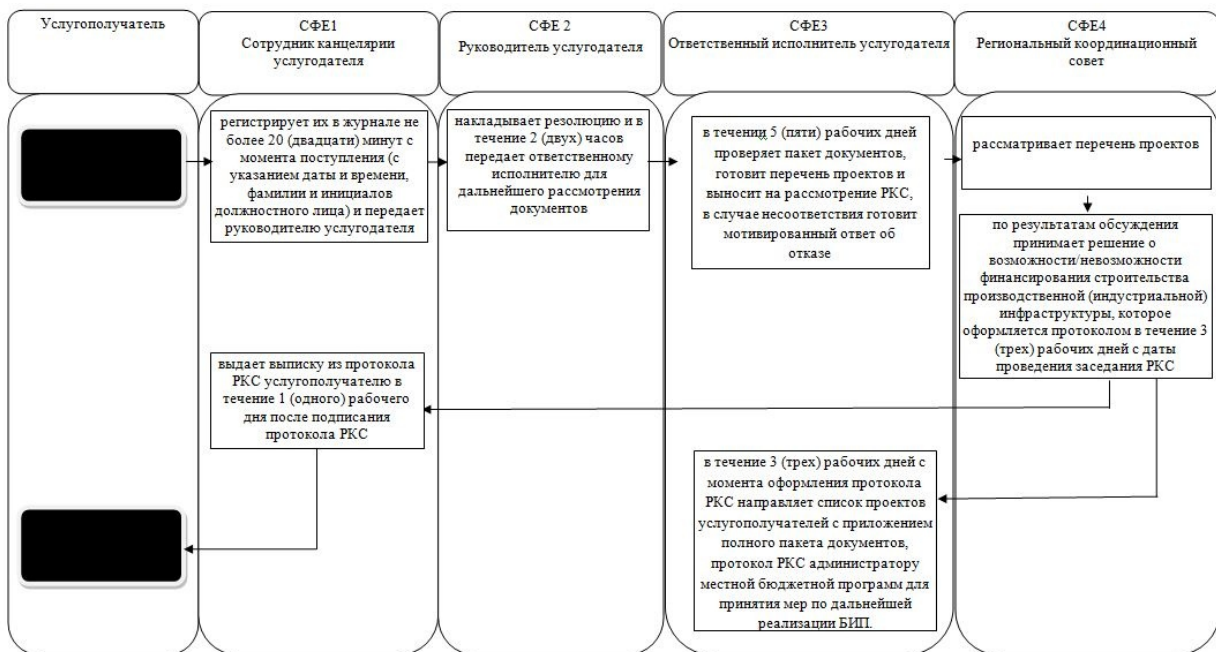 Услугополучатель
СФЕ1
Сотрудник канцелярии
услугодателя
СФЕ 2
Руководитель услугодателя
СФЕ3
Ответственный исполнитель услугодателя
СФЕ4
Региональный координационный
совет
регистрирует их в журнале не
более 20 (двадцати) минут с
момента поступления (с
указанием даты и времени,
фамилии и инициалов
должностного лица) и передает
руководителю услугодателя
накладывает резолюцию и в
течение 2 (двух) часов
передает ответственному
исполнителю для
дальнейшего рассмотрения
документов
в течении 5 (пяти) рабочих дней
проверяет пакет документов,
готовит перечень проектов и
выносит на рассмотрение РКС,
в случае несоответствия готовит
мотивированный ответ об
отказе
рассматривает перечень проектов
по результатам обсуждения
принимает решение о
возможности/невозможности
финансирования строительства
производственной (индустриальной)
инфраструктуры, которое
оформляется протоколом в течение 3
(трех) рабочих дней с даты
проведения заседания РКС
выдает выписку из протокола
РКС услугополучателю в
течение 1 (одного) рабочего
дня после подписания
протокола РКС
в течение 3 (трех) рабочих дней с
момента оформления протокола
РКС направляет список проектов
услугополучателей с приложением
полного пакета документов,
протокол РКС администратору
местной бюджетной программ для
принятия мер по дальнейшей
реализации БИП.